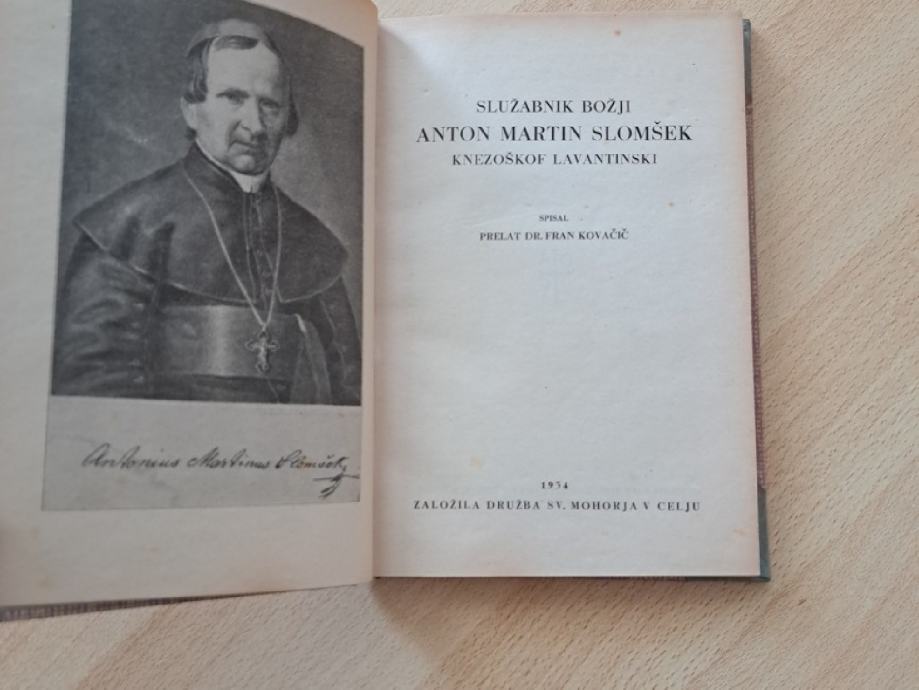 Antonius Martinus Slomšek
SLUŽABNIK BOŽJI
ANTON MARTIN SLOMŠEK
KNEZOŠKOF LAVANTINSKI
SPISAL
PRELAT DR. FRAN KOVAČIČ
1934
ZALOŽILA DRUŽBA SV. MOHORJA V CELJU